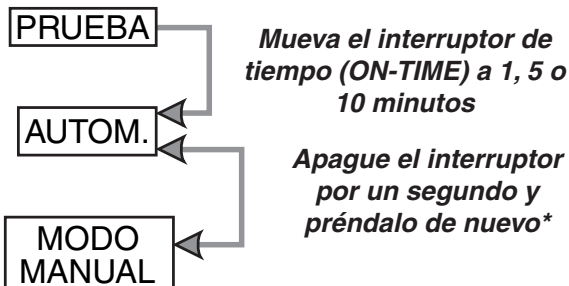 PRUEBA
Mueva el interruptor de
tiempo (ON-TIME) a 1, 5 o
10 minutos
AUTOM.
Apague el interruptor
por un segundo y
préndalo de nuevo*
MODO
MANUAL